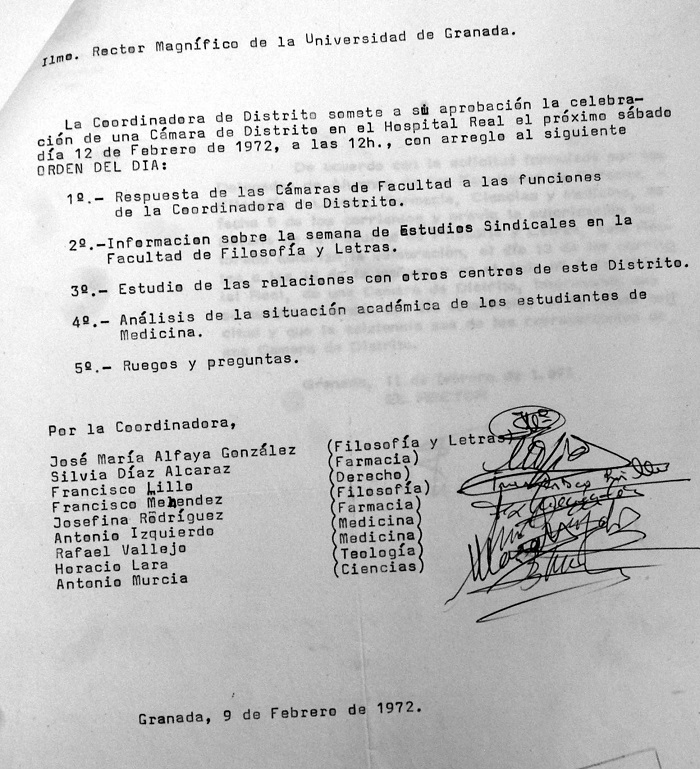 Ilmo. Rector Magnífico de la Universidad de Granada.
La Coordinadora de Distrito somete a su aprobación la celebra-
ción de una Cámara de Distrito en el Hospital Real el próximo sábado
día 12 de Febrero de 1972, a las 12h., con arreglo al siguiente
ORDEN DEL DIA:
1º.- Respuesta de las Cámaras de Facultad a las funciones
de la Coordinadora de Distrito.
2º.-Informacion sobre la semana de Estudios Sindicales en la
Facultad de Filosofía y Letras.
3º.- Estudio de las relaciones con otros centros de este Distrito.
4º.- Análisis de la situación académica de los estudiantes de
Medicina.
5º.- Ruegos y preguntas.
Por la Coordinadora,
José María Alfaya González (Filosofía y Letras)
Silvia Díaz Alcaraz (Farmacia)
Francisco Lillo (Derecho)
Francisco Menendez (Filosofía)
Josefina Rodríguez (Farmacia)
Antonio Izquierdo (Medicina)
Rafael Vallejo (Medicina)
Horacio Lara (Teología)
Antonio Murcia (Ciencias)
Granada, 9 de Febrero de 1972.